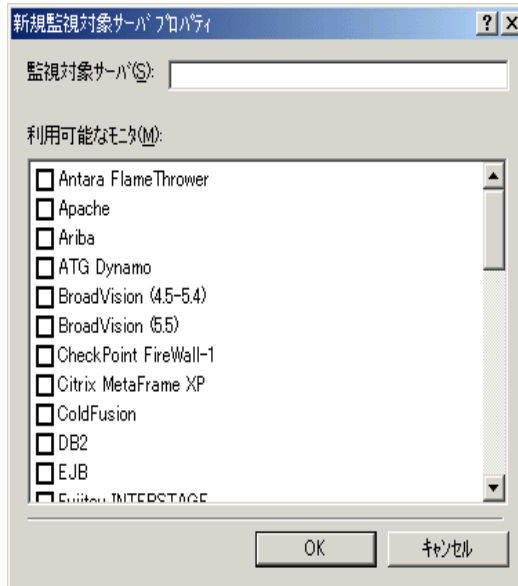 新規監視対象サーバ プロパティ
監視対象サーバ(S):
利用可能なモニタ(M):
Antara FlameThrower
Apache
Ariba
ATG Dynamo
BroadVision (4.5-5.4)
BroadVision (5.5)
CheckPoint FireWall-1
Citrix MetaFrame XP
ColdFusion
DB2
EJB
Fujitsu INTERSTAGE
OK キャンセル